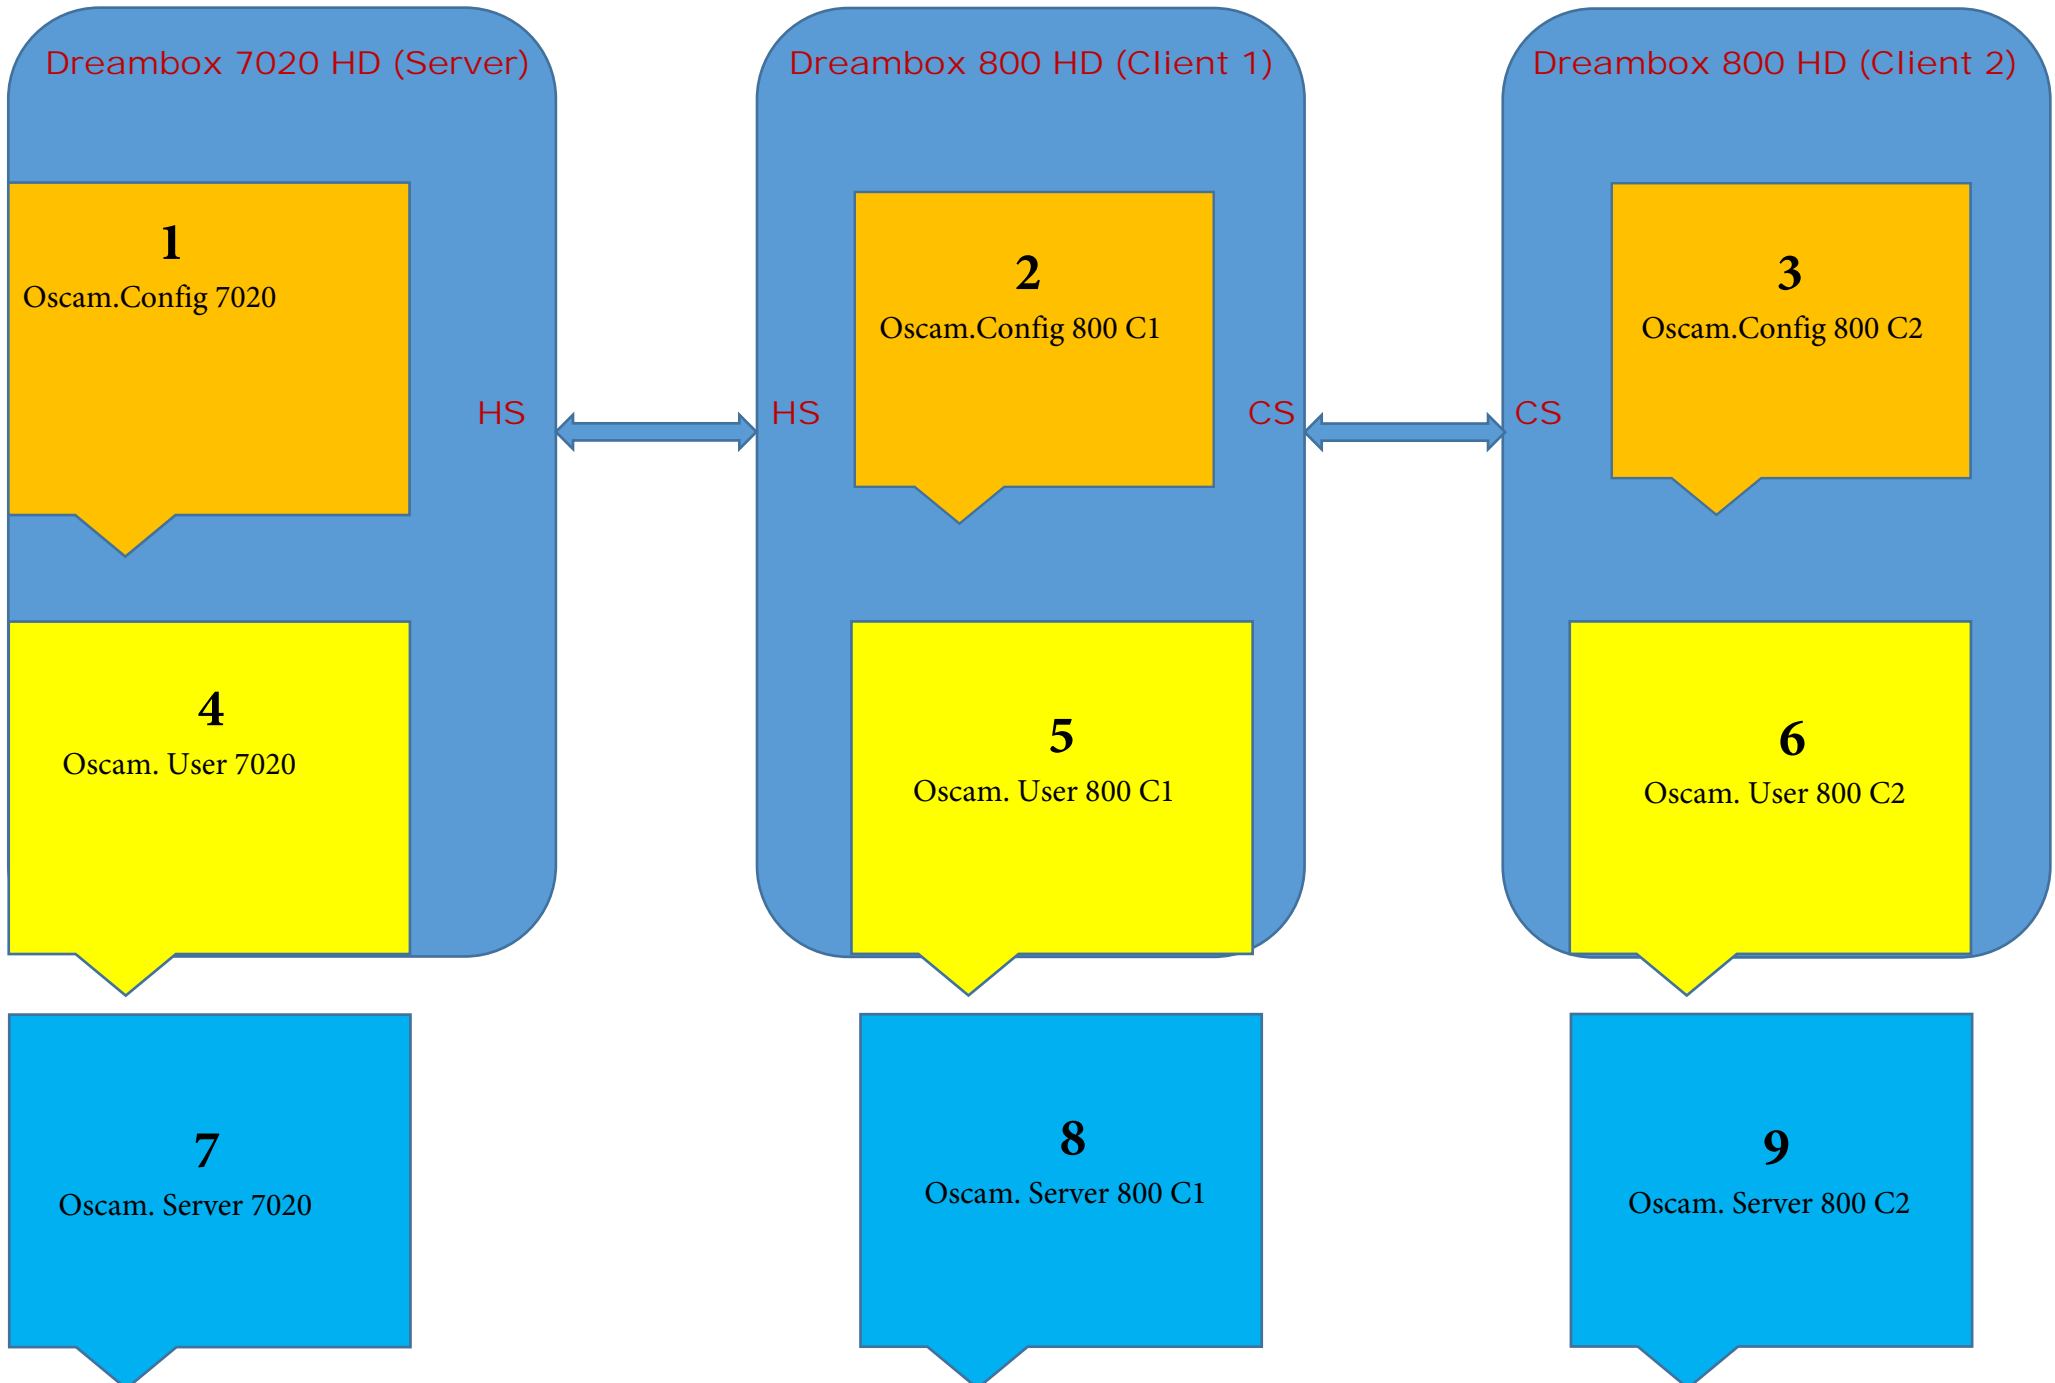 Dreambox 7020 HD (Server)
Dreambox 800 HD (Client 1)
Dreambox 800 HD (Client 2)
1
Oscam.Config 7020
2
Oscam.Config 800 C1
3
Oscam.Config 800 C2
HS
HS
CS
CS
4
Oscam. User 7020
5
Oscam. User 800 C1
6
Oscam. User 800 C2
7
Oscam. Server 7020
8
Oscam. Server 800 C1
9
Oscam. Server 800 C2